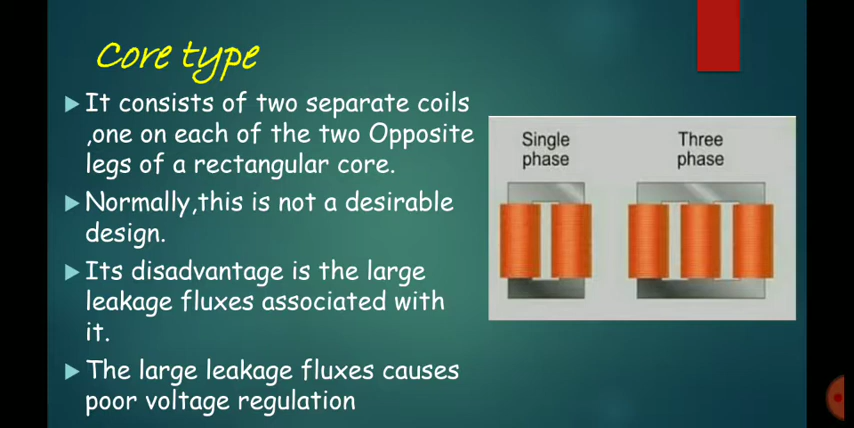 Core type
It consists of two separate coils
,one on each of the two Opposite
legs of a rectangular core.
Normally,this is not a desirable
design.
Its disadvantage is the large
leakage fluxes associated with
it.
The large leakage fluxes causes
poor voltage regulation
Single
phase
Three
phase